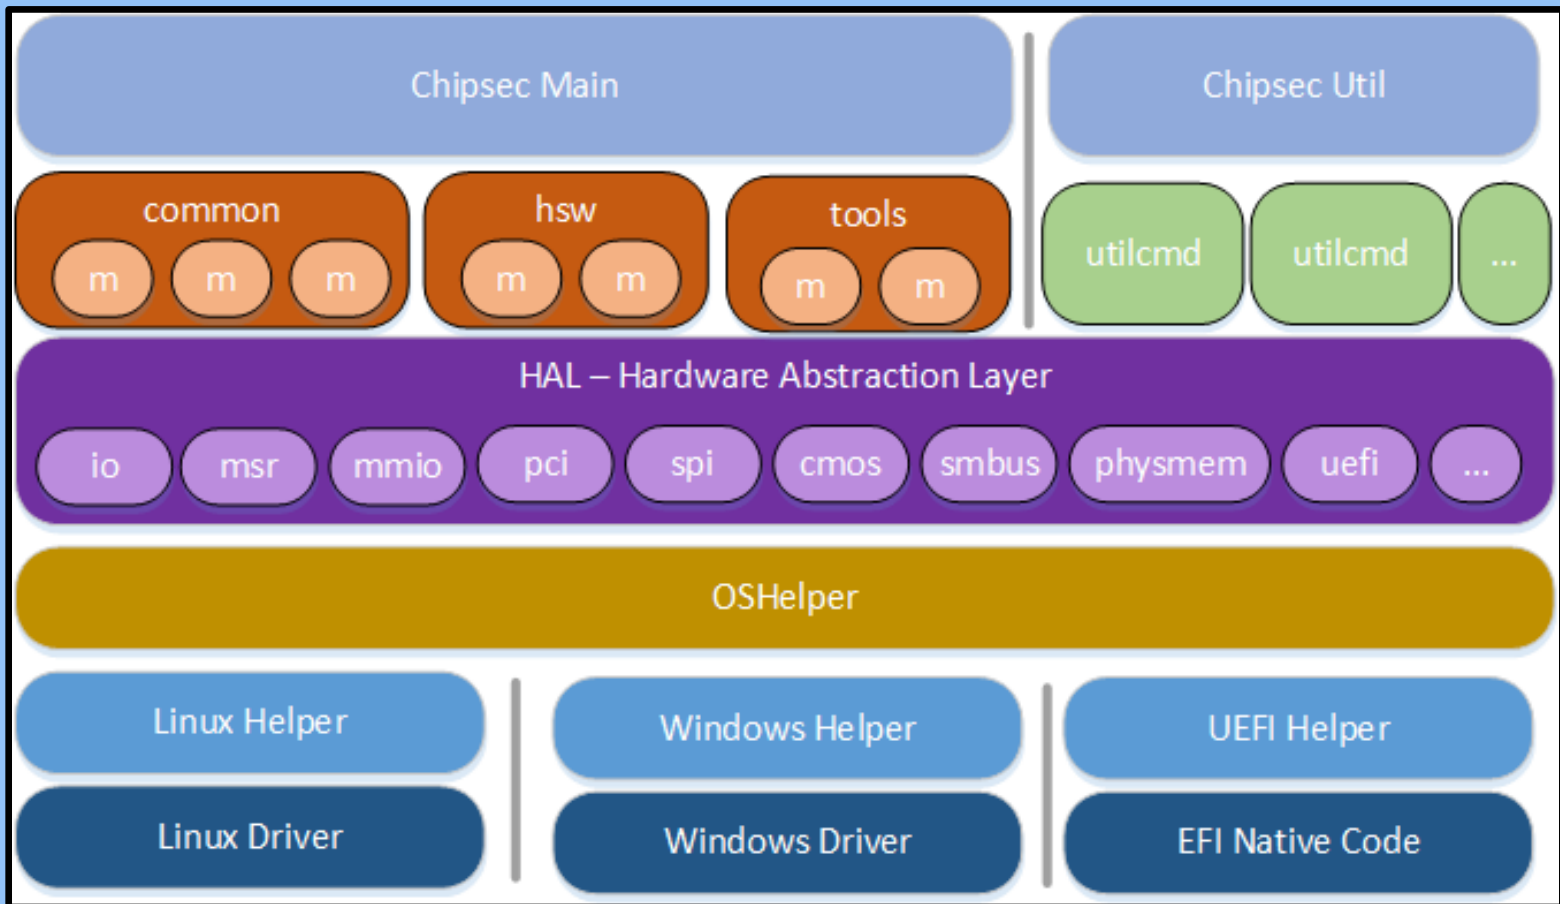 Chipsec Main
Chipsec Util
common
m m m
hsw
m m
tools
m m
utilcmd
utilcmd
...
HAL – Hardware Abstraction Layer
io msr mmio pci spi cmos smbus physmem uefi ...
OSHelper
Linux Helper
Windows Helper
UEFI Helper
Linux Driver
Windows Driver
EFI Native Code